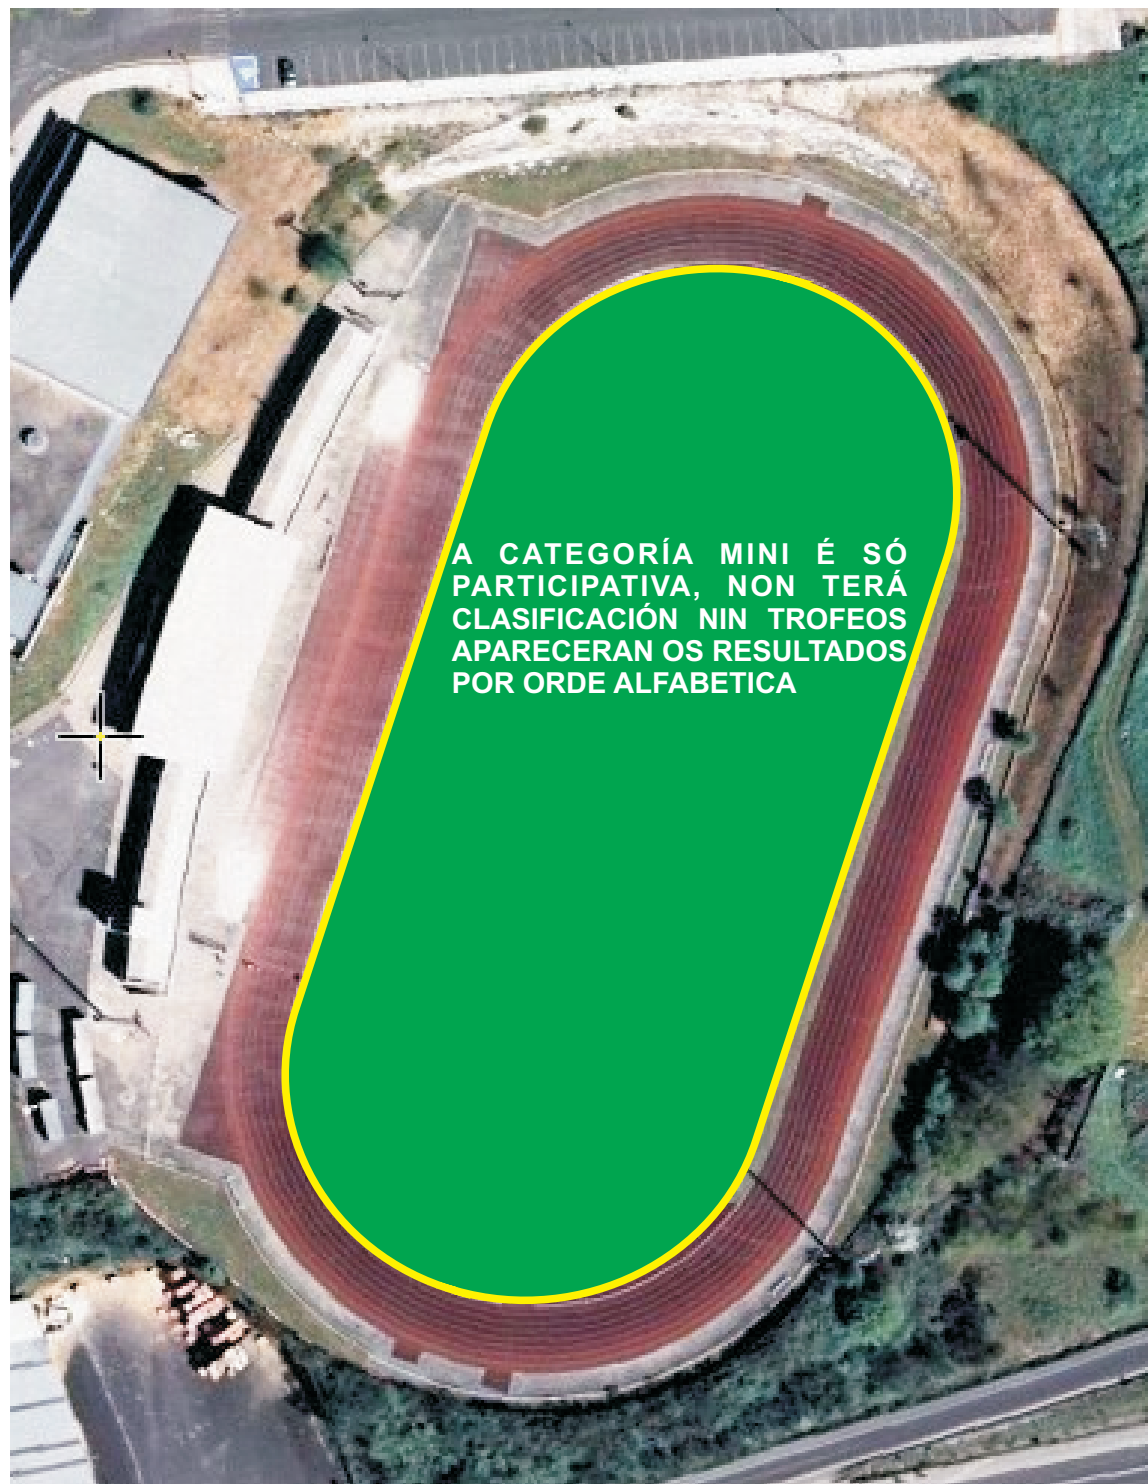 A CATEGORÍA MINI É SÓ
PARTICIPATIVA, NON TERÁ
CLASIFICACIÓN NIN TROFEOS
APARECERAN OS RESULTADOS
POR ORDE ALFABETICA